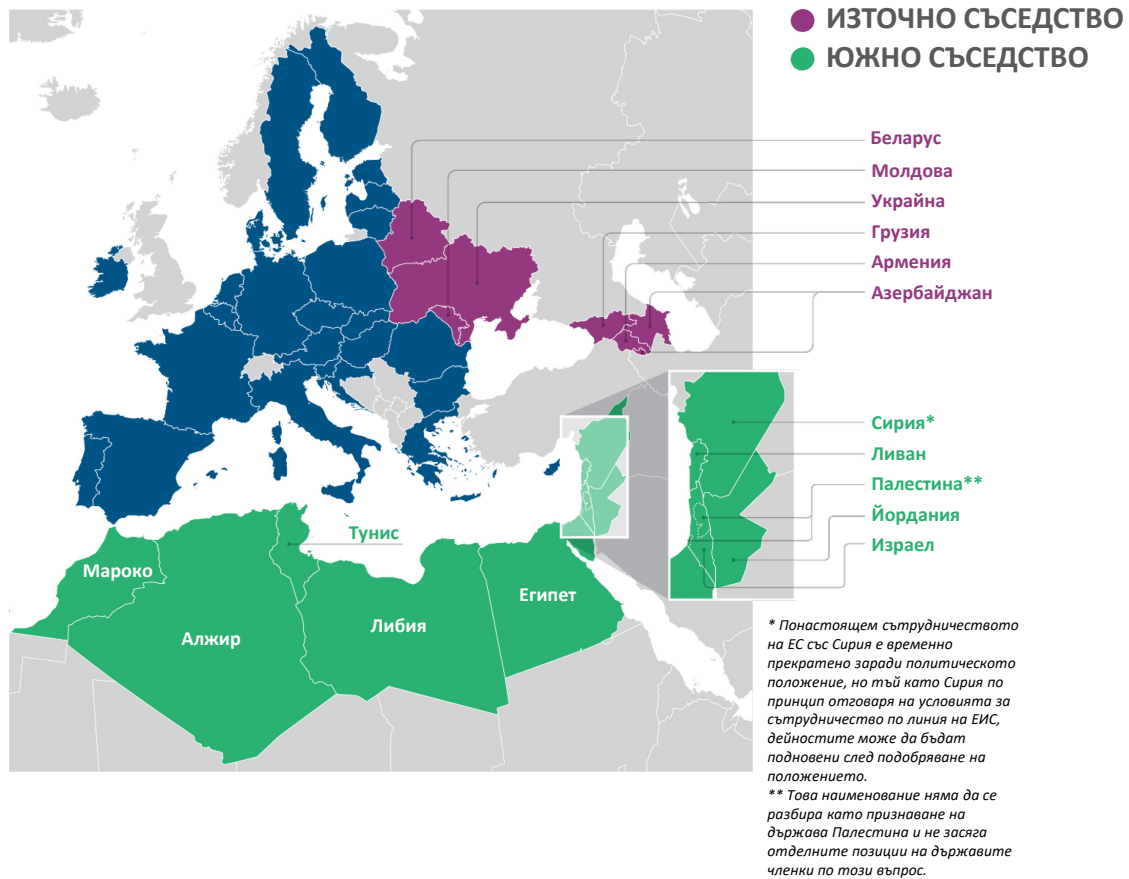 ИЗТОЧНО СЪСЕДСТВО
ЮЖНО СЪСЕДСТВО
Беларус
Молдова
Украйна
Грузия
Армения
Азербайджан
Сирия*
Ливан
Палестина**
Йордания
Израел
Тунис
Мароко
Алжир
Либия
Египет
* Понастоящем сътрудничеството
на ЕС със Сирия е временно
прекратено заради политическото
положение, но тъй като Сирия по
принцип отговаря на условията за
сътрудничество по линия на ЕИС,
дейностите може да бъдат
подновени след подобряване на
положението.
** Това наименование няма да се
разбира като признаване на
държава Палестина и не засяга
отделните позиции на държавите
членки по този въпрос.